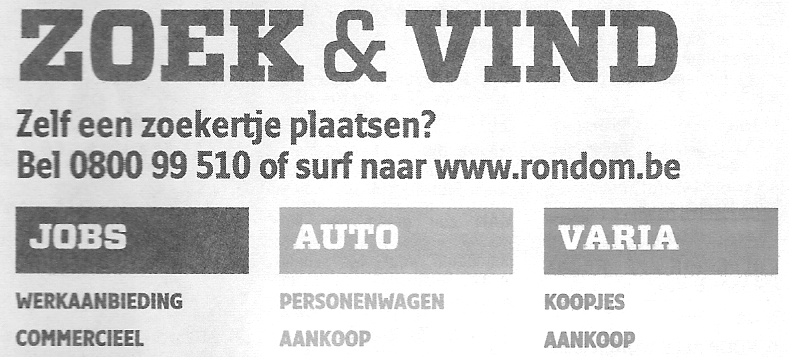 ZOEK & VIND
Zelf een zoekertje plaatsen?
Bel 0800 99 510 of surf naar www.rondom.be
JOBS AUTO VARIA
WERKAANBIEDING PERSONENWAGEN KOOPJES
COMMERCIEEL AANKOOP AANKOOP